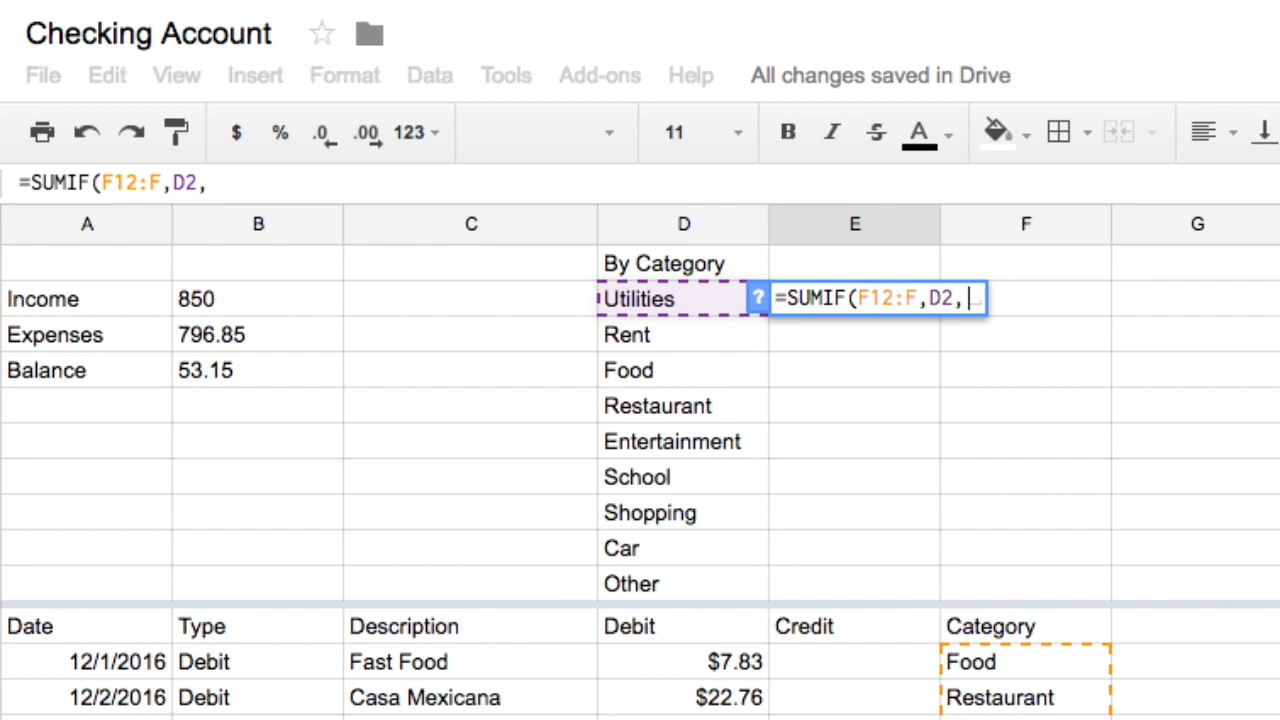 Checking Account
File Edit View Insert Format Data Tools Add-ons Help All changes saved in Drive
$ % .0 .00 123 11 B I S A
=SUMIF(F12:F,D2,
A B C D E F G
By Category
Income 850 Utilities ? =SUMIF(F12:F,D2,
Expenses 796.85 Rent
Balance 53.15 Food
Restaurant
Entertainment
School
Shopping
Car
Other
Date Type Description Debit Credit Category
12/1/2016 Debit Fast Food $7.83 Food
12/2/2016 Debit Casa Mexicana $22.76 Restaurant